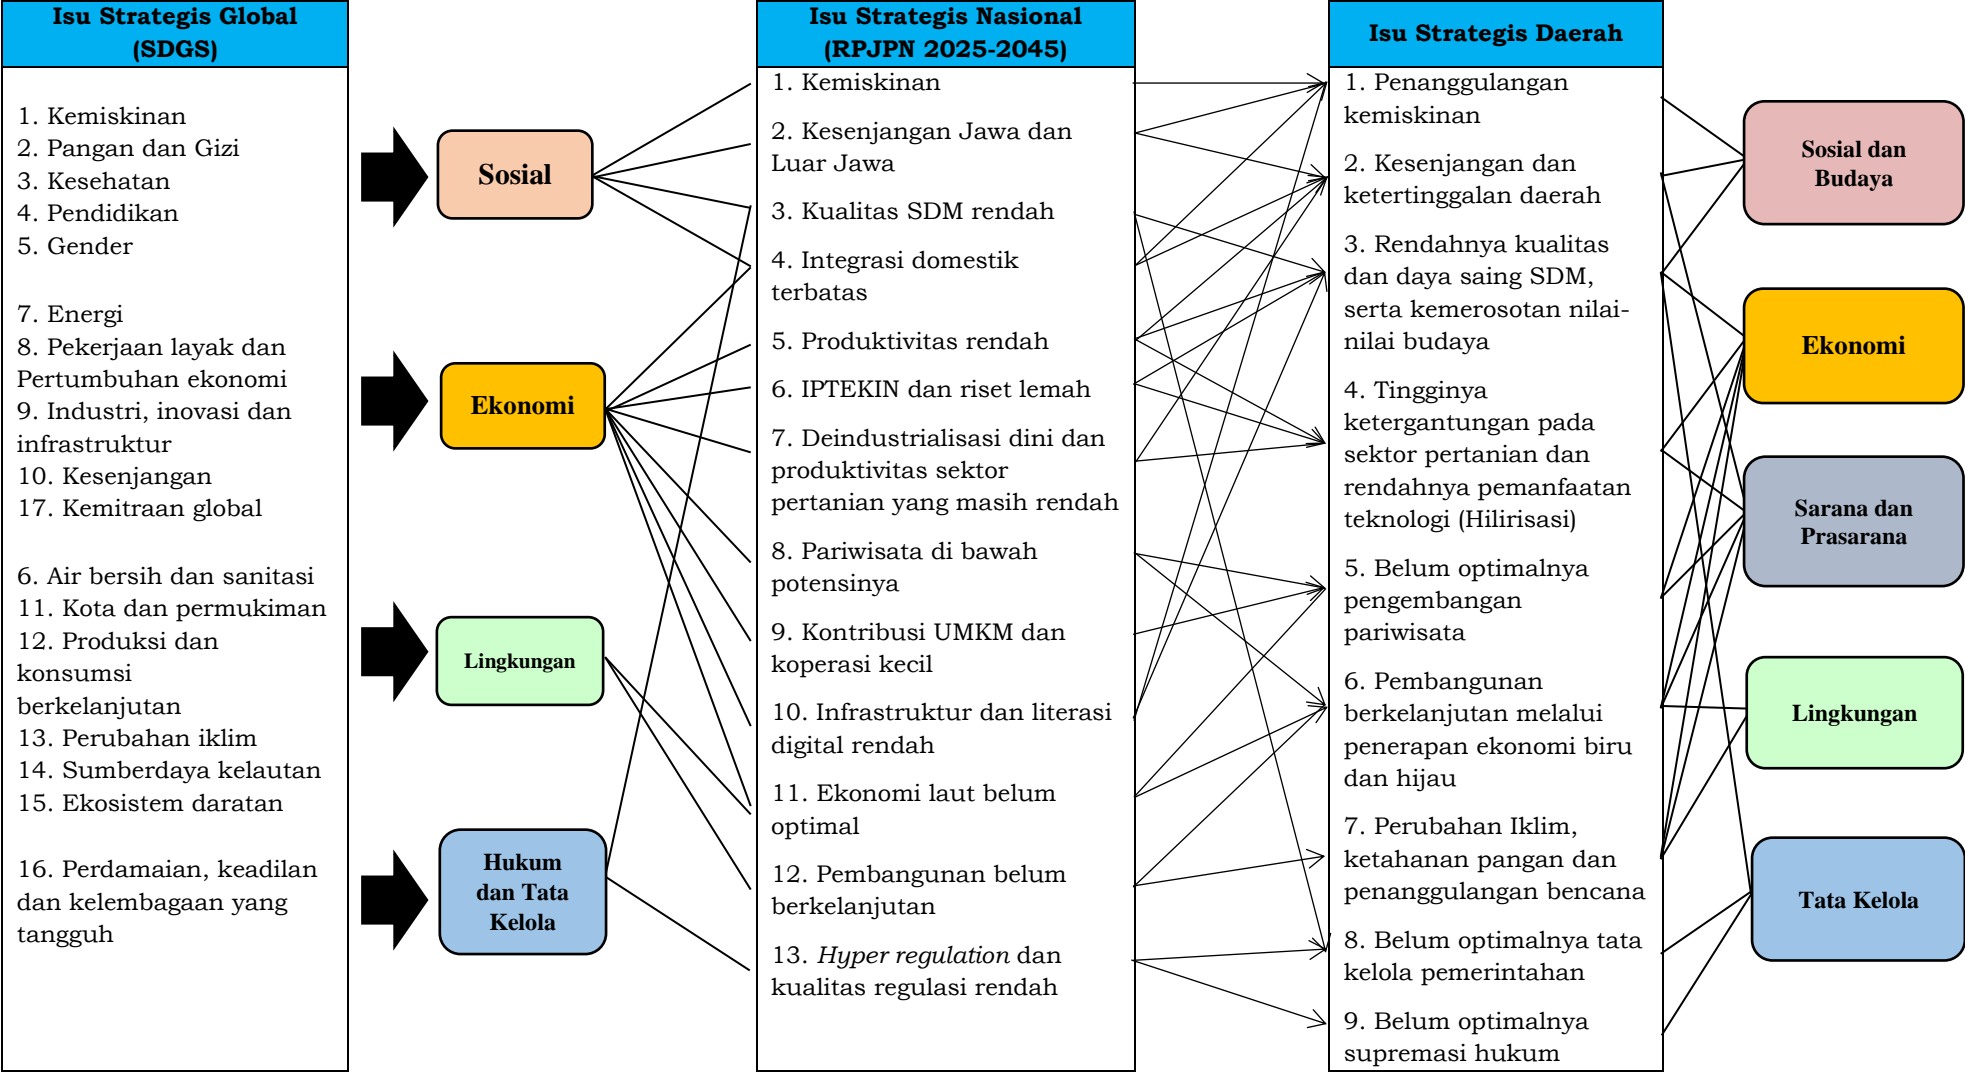 Isu Strategis Global
(SDGS)
1. Kemiskinan
2. Pangan dan Gizi
3. Kesehatan
4. Pendidikan
5. Gender
7. Energi
8. Pekerjaan layak dan
Pertumbuhan ekonomi
9. Industri, inovasi dan
infrastruktur
10. Kesenjangan
17. Kemitraan global
6. Air bersih dan sanitasi
11. Kota dan permukiman
12. Produksi dan
konsumsi
berkelanjutan
13. Perubahan iklim
14. Sumberdaya kelautan
15. Ekosistem daratan
16. Perdamaian, keadilan
dan kelembagaan yang
tangguh
Sosial
Ekonomi
Lingkungan
Hukum
dan Tata
Kelola
Isu Strategis Nasional
(RPJPN 2025-2045)
1. Kemiskinan
2. Kesenjangan Jawa dan
Luar Jawa
3. Kualitas SDM rendah
4. Integrasi domestik
terbatas
5. Produktivitas rendah
6. IPTEKIN dan riset lemah
7. Deindustrialisasi dini dan
produktivitas sektor
pertanian yang masih rendah
8. Pariwisata di bawah
potensinya
9. Kontribusi UMKM dan
koperasi kecil
10. Infrastruktur dan literasi
digital rendah
11. Ekonomi laut belum
optimal
12. Pembangunan belum
berkelanjutan
13. Hyper regulation dan
kualitas regulasi rendah
Isu Strategis Daerah
1. Penanggulangan
kemiskinan
2. Kesenjangan dan
ketertinggalan daerah
3. Rendahnya kualitas
dan daya saing SDM,
serta kemerosotan nilai-
nilai budaya
4. Tingginya
ketergantungan pada
sektor pertanian dan
rendahnya pemanfaatan
teknologi (Hilirisasi)
5. Belum optimalnya
pengembangan
pariwisata
6. Pembangunan
berkelanjutan melalui
penerapan ekonomi biru
dan hijau
7. Perubahan Iklim,
ketahanan pangan dan
penanggulangan bencana
8. Belum optimalnya tata
kelola pemerintahan
9. Belum optimalnya
supremasi hukum
Sosial dan
Budaya
Ekonomi
Sarana dan
Prasarana
Lingkungan
Tata Kelola